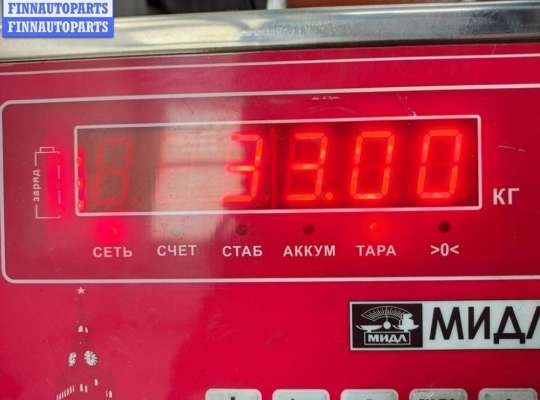 FINNAUTOPARTS
FINNAUTOPARTS
заряд
33.00
КГ
СЕТЬ СЧЕТ СТАБ АККУМ ТАРА >0<
МИДЛ
МИДЛ